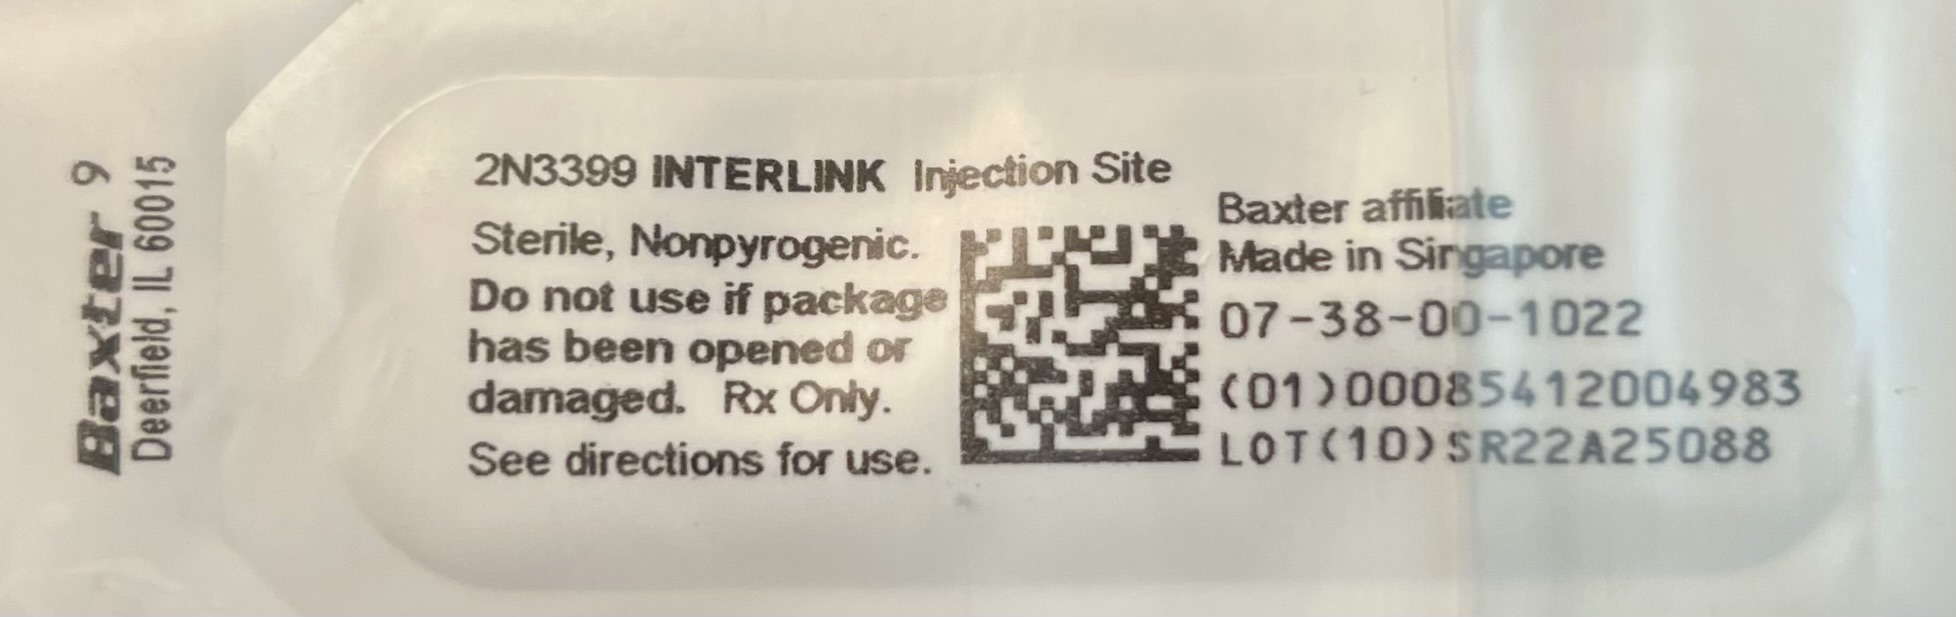 Baxter 9
Deerfield, IL 60015
2N3399 INTERLINK Injection Site
Sterile, Nonpyrogenic.
Do not use if package
has been opened or
damaged. Rx Only.
See directions for use.
Baxter affiliate
Made in Singapore
07-38-00-1022
(01)00085412004983
LOT(10)SR22A25088